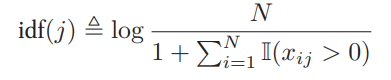 idf(j) ≜ log N / (1 + ∑_{i=1}^{N} 𝕀(x_{ij} > 0))